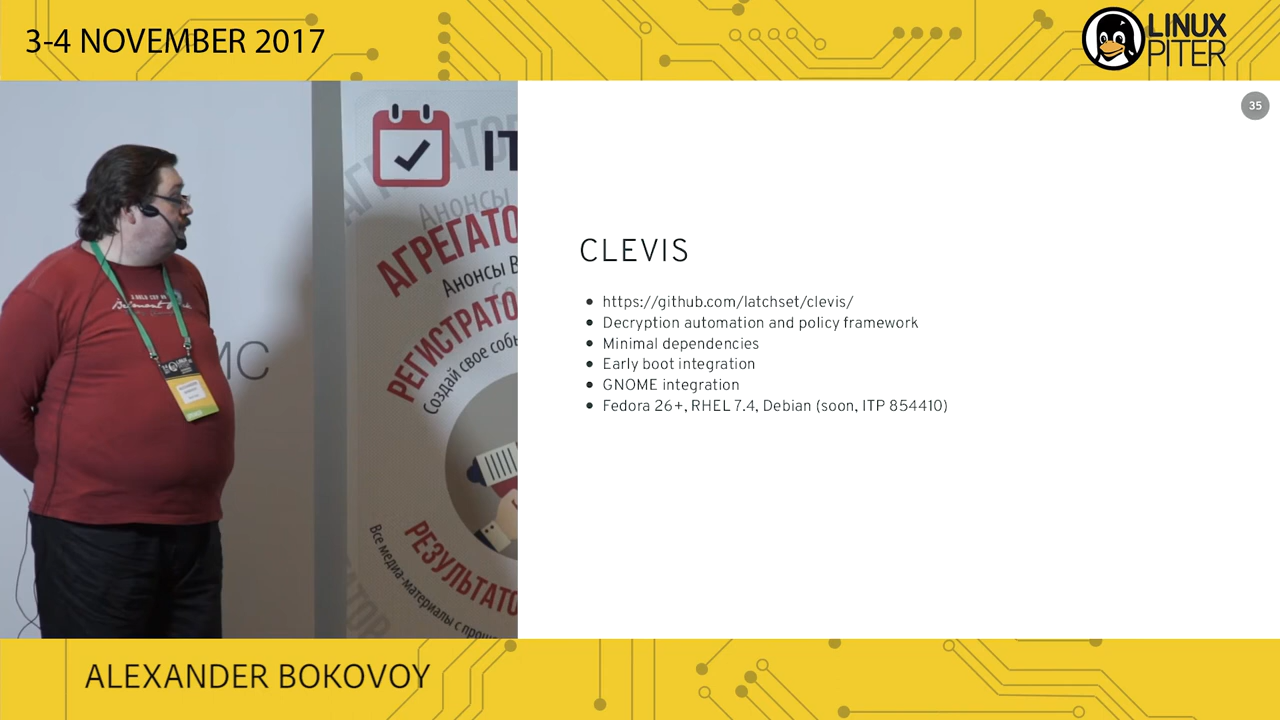 3-4 NOVEMBER 2017
LINUX
PITER
35
IT
Анонсы
АГРЕГАТО
Анонсы В
РЕГИСТРАТО
Создай свое собы
МС
РЕЗУЛЬТАТО
Все медиа-материалы с прош
CLEVIS
https://github.com/latchset/clevis/
Decryption automation and policy framework
Minimal dependencies
Early boot integration
GNOME integration
Fedora 26+, RHEL 7.4, Debian (soon, ITP 854410)
ALEXANDER BOKOVOY